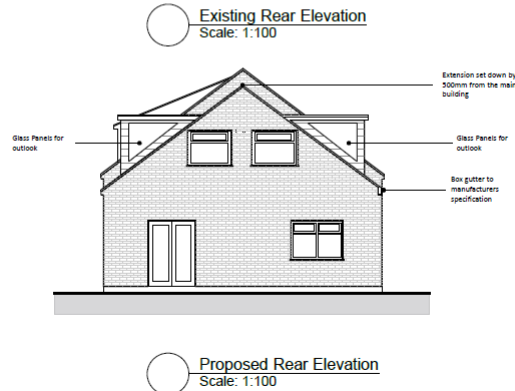 Existing Rear Elevation
Scale: 1:100
Extension set down by
500mm from the main
building
Glass Panels for
outlook
Glass Panels for
outlook
Box gutter to
manufacturers
specification
Proposed Rear Elevation
Scale: 1:100